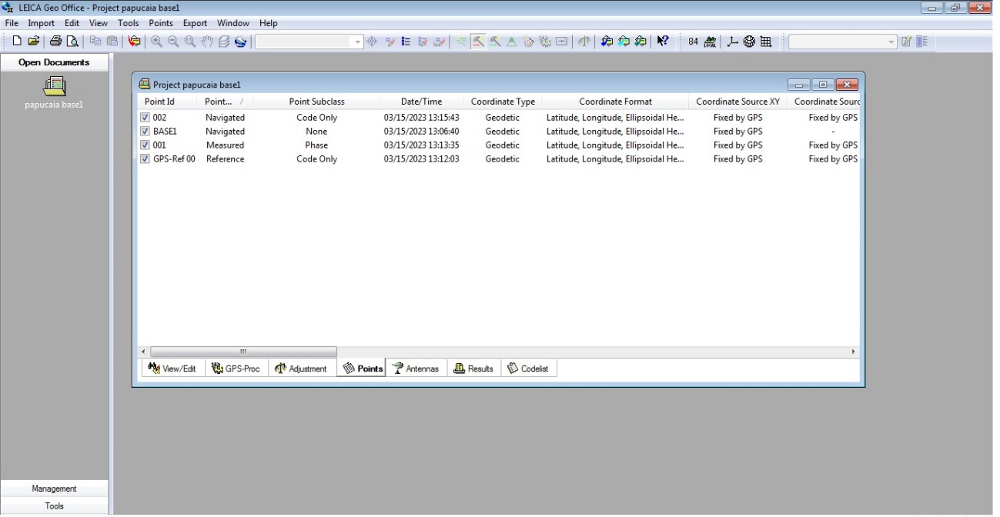 LEICA Geo Office - Project papucaia base1
File Import Edit View Tools Points Export Window Help
84 LOCAL
Open Documents
papucaia base1
Project papucaia base1
Point Id Point... Point Subclass Date/Time Coordinate Type Coordinate Format Coordinate Source XY Coordinate Sourc
002 Navigated Code Only 03/15/2023 13:15:43 Geodetic Latitude, Longitude, Ellipsoidal He... Fixed by GPS Fixed by GPS
BASE1 Navigated None 03/15/2023 13:06:40 Geodetic Latitude, Longitude, Ellipsoidal He... Fixed by GPS -
001 Measured Phase 03/15/2023 13:13:35 Geodetic Latitude, Longitude, Ellipsoidal He... Fixed by GPS Fixed by GPS
GPS-Ref 00 Reference Code Only 03/15/2023 13:12:03 Geodetic Latitude, Longitude, Ellipsoidal He... Fixed by GPS Fixed by GPS
View/Edit GPS-Proc Adjustment Points Antennas Results Codelist
Management
Tools